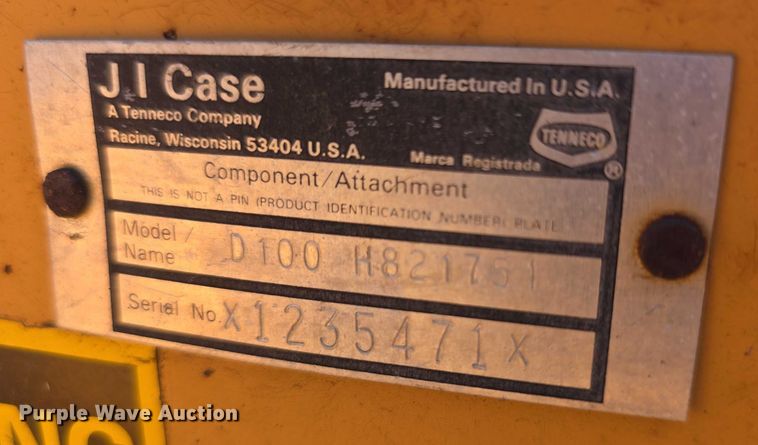 J I Case
Manufactured In U.S.A.
A Tenneco Company
Racine, Wisconsin 53404 U.S.A.
Marca Registrada
TENNECO
®
Component/Attachment
THIS IS NOT A PIN (PRODUCT IDENTIFICATION NUMBER) PLATE
Model/
Name
D100 H821751
Serial No.
X1235471X
NG
Purple Wave Auction